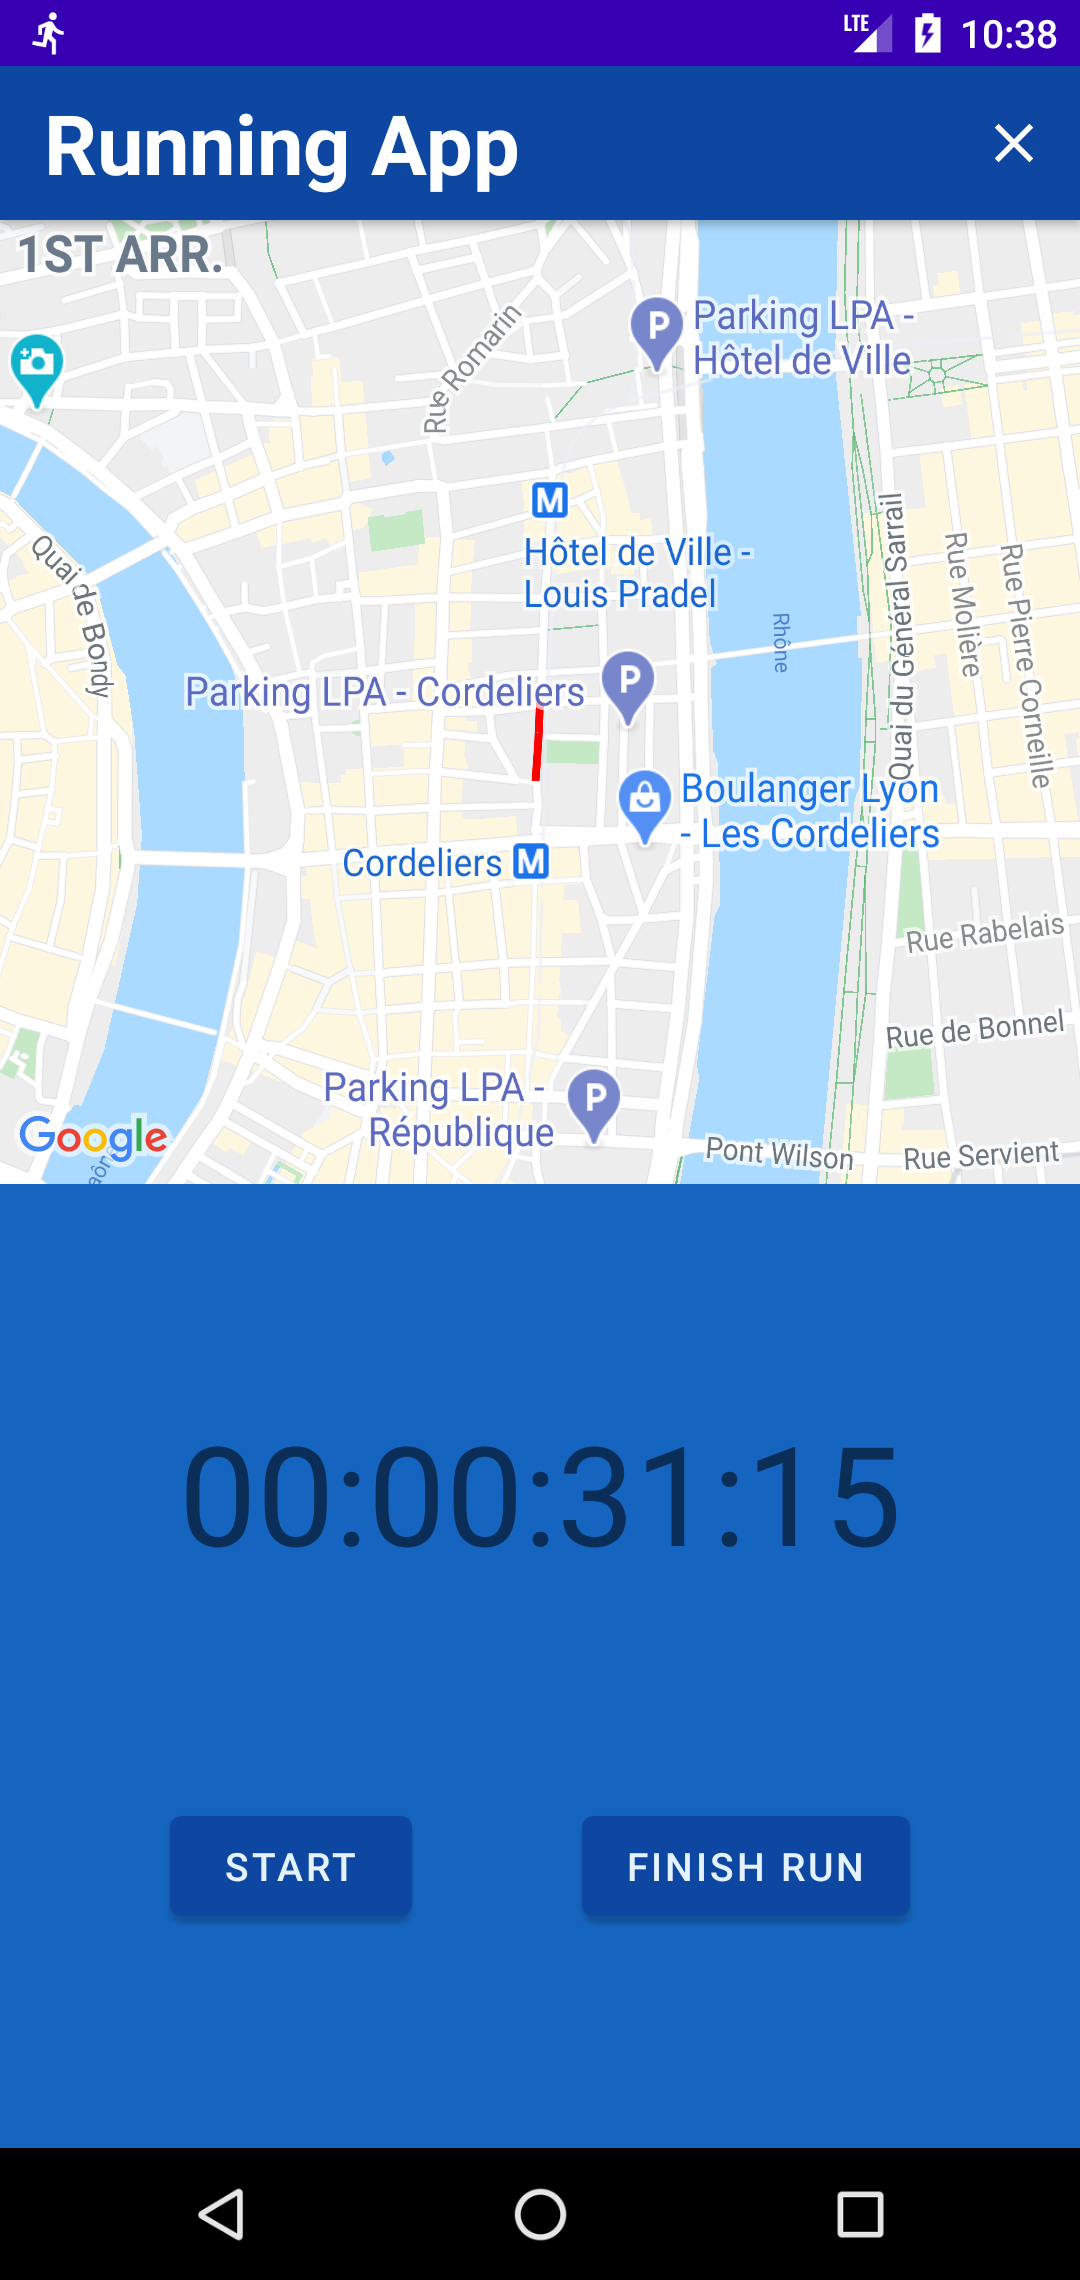 LTE 10:38
Running App
1ST ARR.
Parking LPA -
Hôtel de Ville
Rue Romarin
M
Hôtel de Ville -
Louis Pradel
Quai de Bondy
Rhône
Quai du Général Sarrail
Rue Molière
Rue Pierre Corneille
Parking LPA - Cordeliers
P
P
Boulanger Lyon
- Les Cordeliers
Cordeliers M
Rue Rabelais
Rue de Bonnel
Parking LPA -
République
P
Google
Pont Wilson
Rue Servient
00:00:31:15
START
FINISH RUN